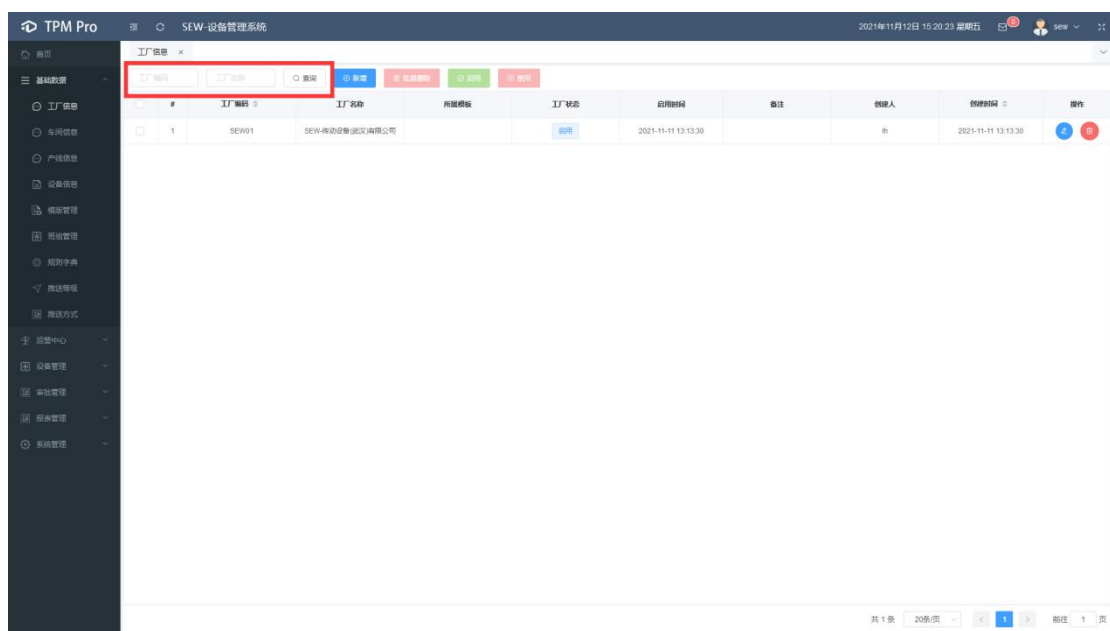 TPM Pro SEW-设备管理系统 2021年11月12日 15:20:23 星期五 0 sew
首页 工厂信息 ×
基础数据 工厂编码 工厂名称 查询 新增 批量删除 启用 禁用
工厂信息 # 工厂编码 工厂名称 所属模板 工厂状态 启用时间 备注 创建人 创建时间 操作
车间信息 1 SEW01 SEW-传动设备(武汉)有限公司 启用 2021-11-11 13:13:30 lh 2021-11-11 13:13:30
产线信息
设备信息
模版管理
班组管理
规则字典
推送等级
推送方式
运营中心
设备管理
审批管理
报表管理
系统管理
共 1 条 20条/页 1 前往 1 页